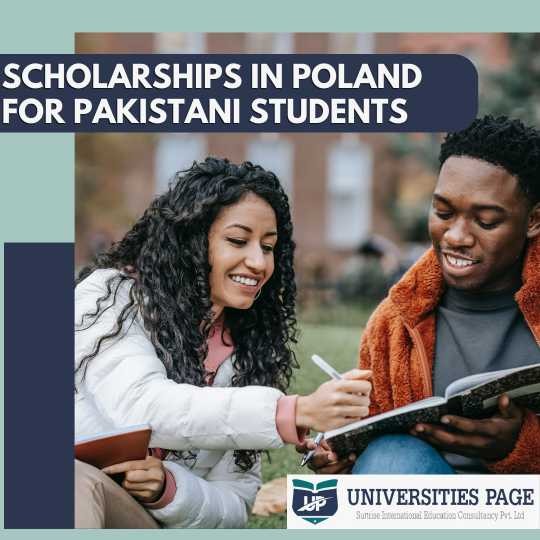 SCHOLARSHIPS IN POLAND
FOR PAKISTANI STUDENTS
UP
UNIVERSITIES PAGE
Sunrise International Education Consultancy Pvt. Ltd